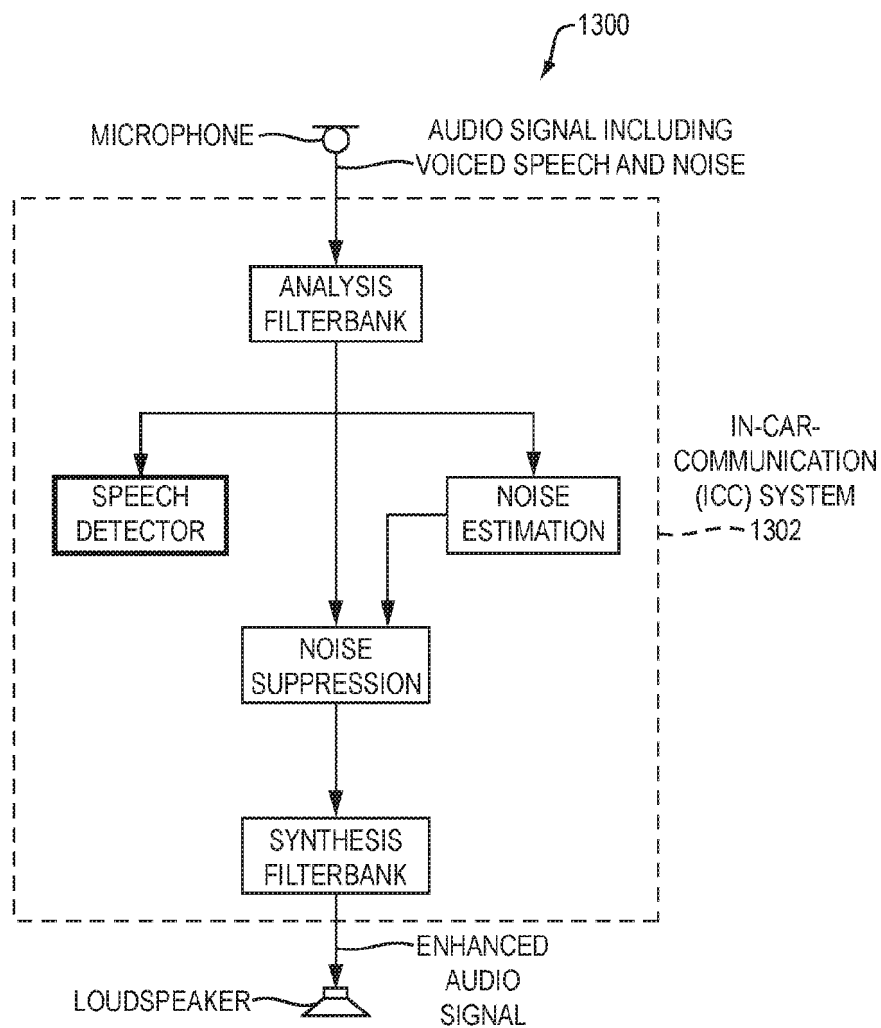 1300
MICROPHONE
AUDIO SIGNAL INCLUDING
VOICED SPEECH AND NOISE
ANALYSIS
FILTERBANK
SPEECH
DETECTOR
NOISE
ESTIMATION
IN-CAR-
COMMUNICATION
(ICC) SYSTEM
1302
NOISE
SUPPRESSION
SYNTHESIS
FILTERBANK
ENHANCED
AUDIO
SIGNAL
LOUDSPEAKER